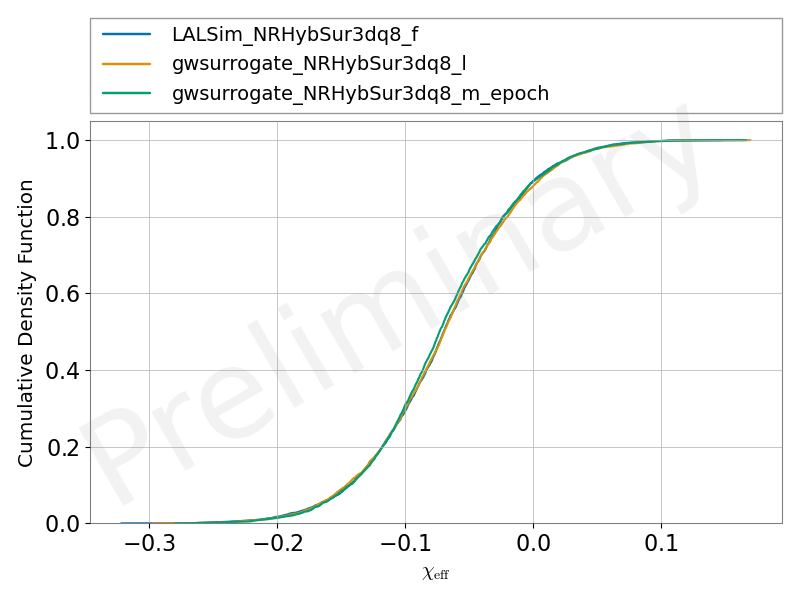 LALSim_NRHybSur3dq8_f
gwsurrogate_NRHybSur3dq8_l
gwsurrogate_NRHybSur3dq8_m_epoch
1.0
0.8
0.6
0.4
0.2
0.0
Cumulative Density Function
Preliminary
−0.3 −0.2 −0.1 0.0 0.1
χeff